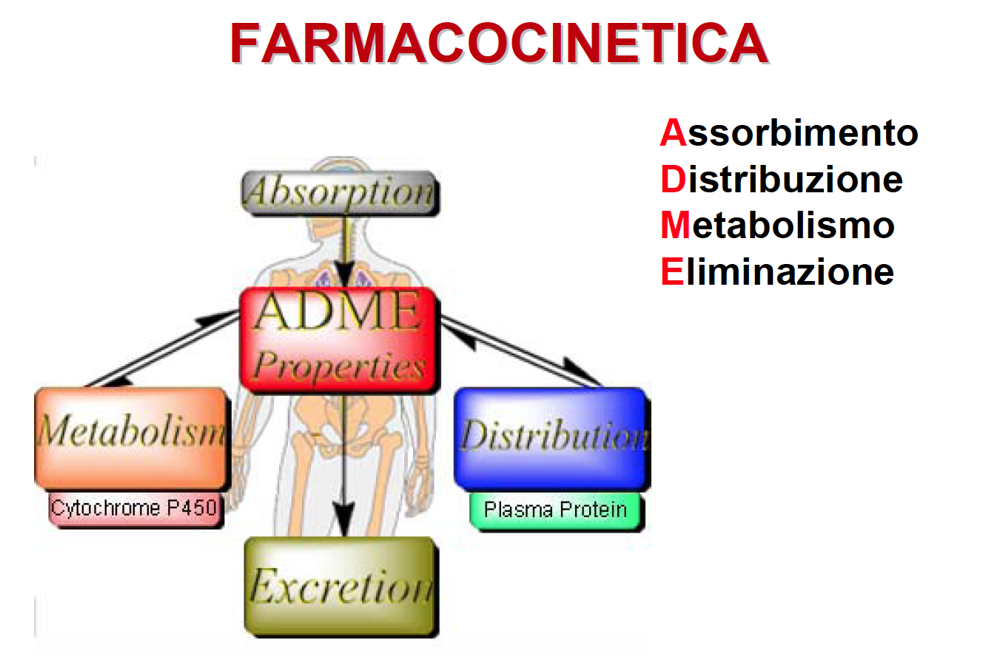 FARMACOCINETICA
Assorbimento
Distribuzione
Metabolismo
Eliminazione
Absorption
ADME
Properties
Metabolism
Cytochrome P450
Distribution
Plasma Protein
Excretion